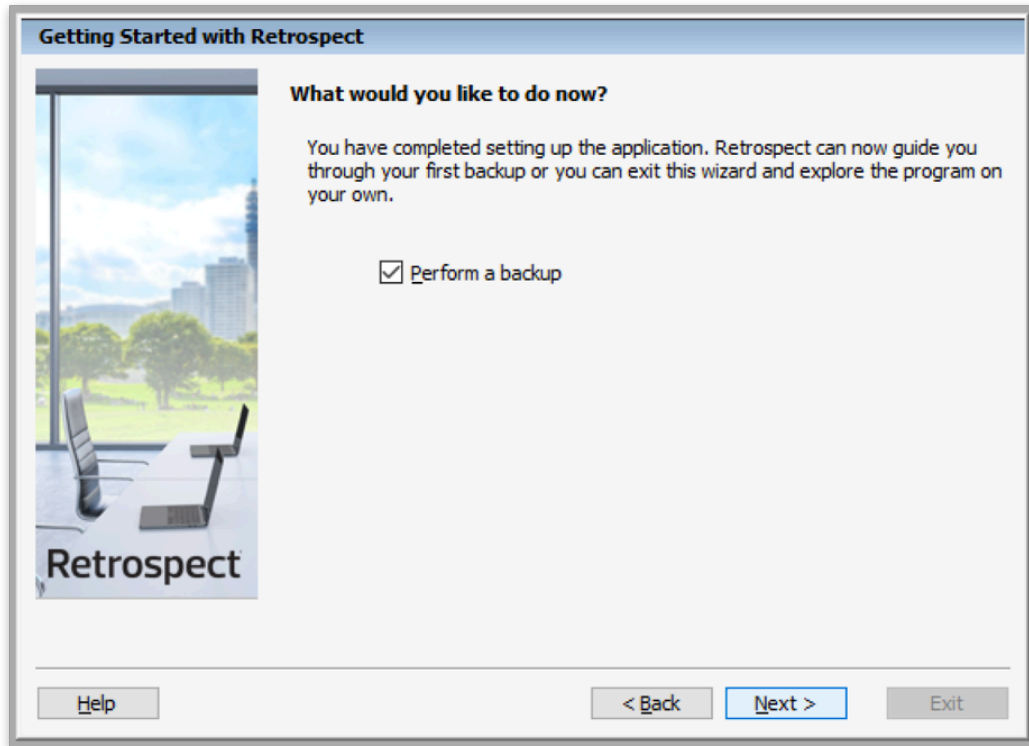 Getting Started with Retrospect
What would you like to do now?
You have completed setting up the application. Retrospect can now guide you
through your first backup or you can exit this wizard and explore the program on
your own.
Perform a backup
Retrospect
Help
< Back
Next >
Exit